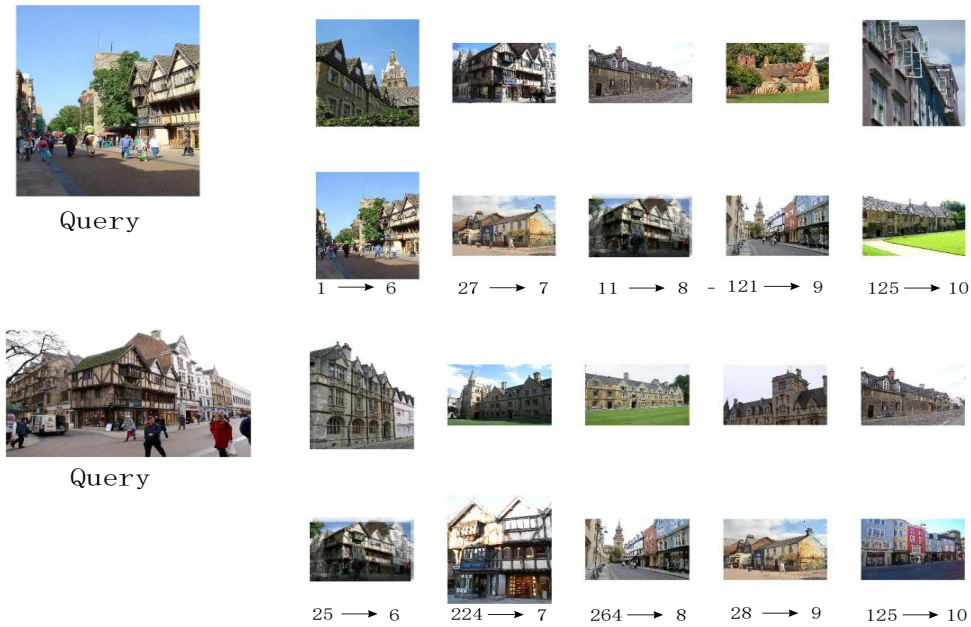 Query
1 → 6 27 → 7 11 → 8 - 121 → 9 125 → 10
Query
25 → 6 224 → 7 264 → 8 28 → 9 125 → 10